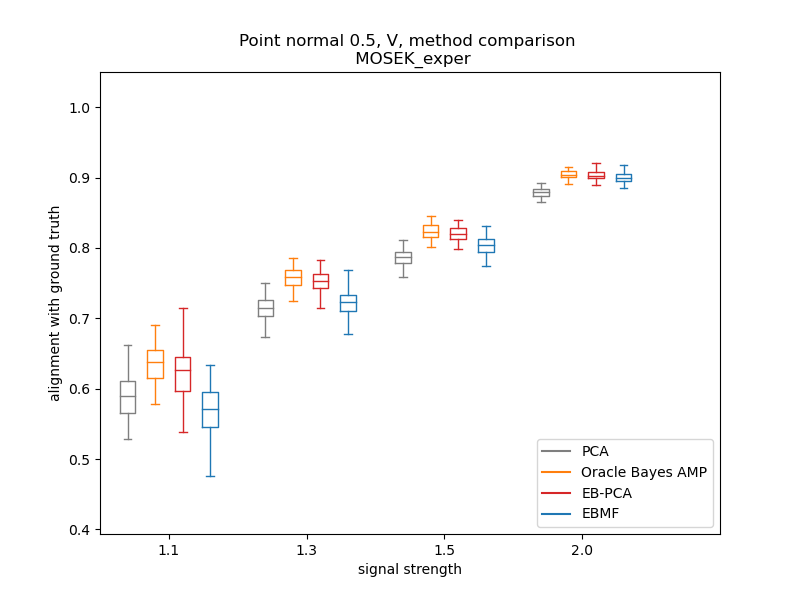 Point normal 0.5, V, method comparison
MOSEK_exper
alignment with ground truth
1.0
0.9
0.8
0.7
0.6
0.5
0.4
PCA
Oracle Bayes AMP
EB-PCA
EBMF
1.1 1.3 1.5 2.0
signal strength